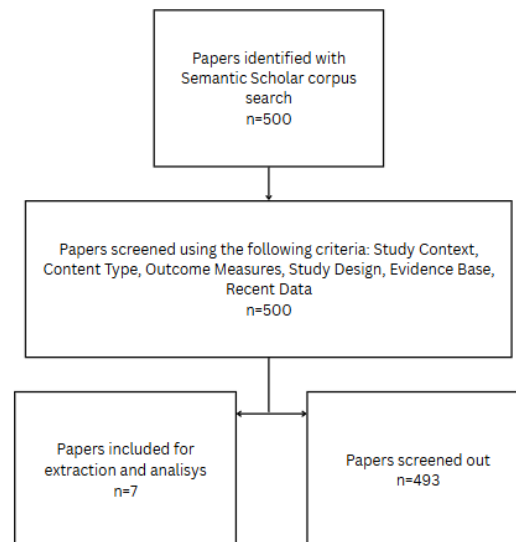 Papers identified with
Semantic Scholar corpus
search
n=500
Papers screened using the following criteria: Study Context,
Content Type, Outcome Measures, Study Design, Evidence Base,
Recent Data
n=500
Papers included for
extraction and analisys
n=7
Papers screened out
n=493